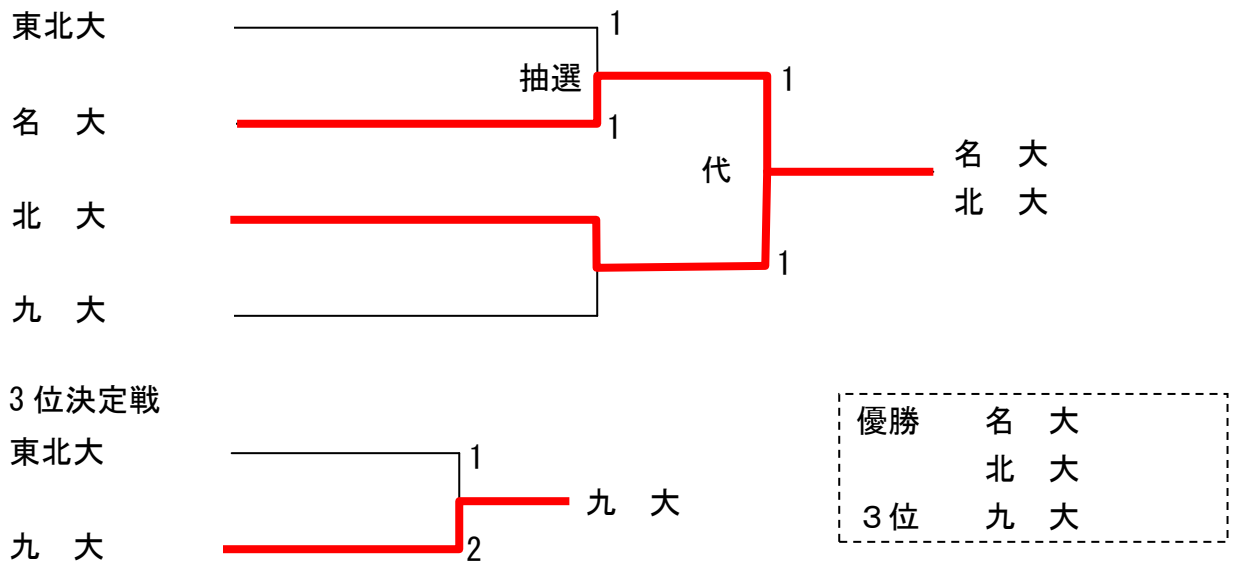 東北大
1
抽選
1
名　大
1
代
名　大
北　大
北　大
1
九　大
3位決定戦
東北大
1
九　大
九　大
2
優勝　名　大
北　大
３位　九　大